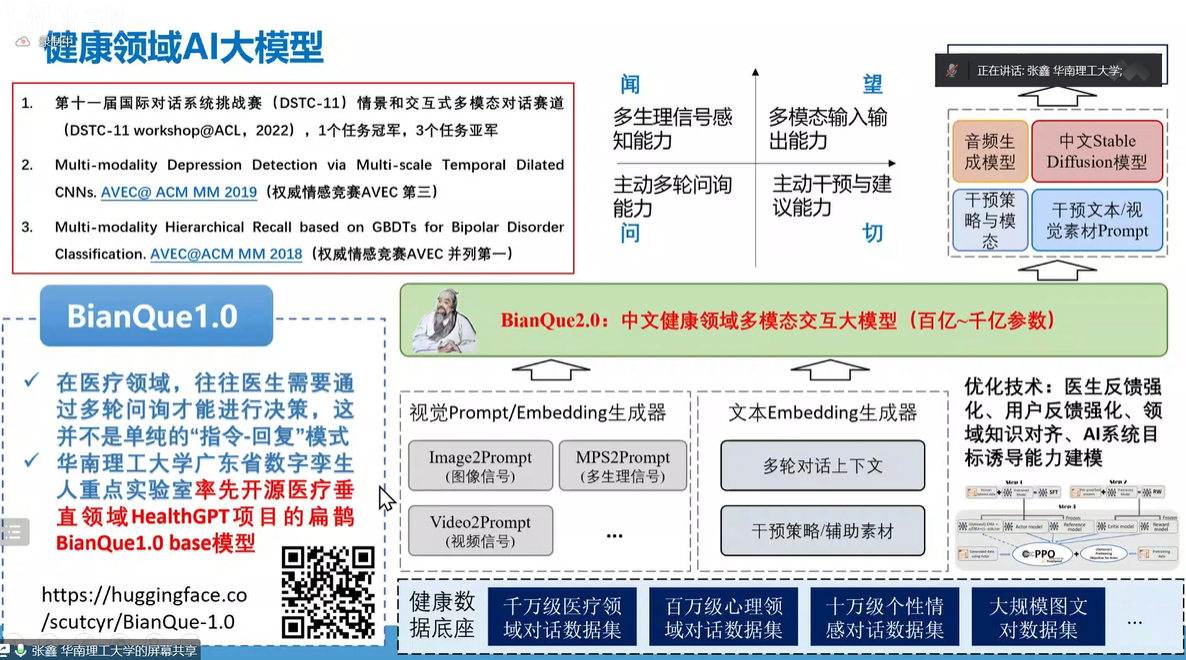 健康领域AI大模型
正在讲话: 张鑫 华南理工大学;
1. 第十一届国际对话系统挑战赛（DSTC-11）情景和交互式多模态对话赛道
（DSTC-11 workshop@ACL，2022），1个任务冠军，3个任务亚军
2. Multi-modality Depression Detection via Multi-scale Temporal Dilated
CNNs. AVEC@ ACM MM 2019（权威情感竞赛AVEC 第三）
3. Multi-modality Hierarchical Recall based on GBDTs for Bipolar Disorder
Classification. AVEC@ACM MM 2018（权威情感竞赛AVEC 并列第一）
闻
多生理信号感
知能力
望
多模态输入输
出能力
主动多轮问询
能力
问
主动干预与建
议能力
切
音频生
成模型
中文Stable
Diffusion模型
干预策
略与模
态
干预文本/视
觉素材Prompt
BianQue1.0
✓ 在医疗领域，往往医生需要通
过多轮问询才能进行决策，这
并不是单纯的“指令-回复”模式
✓ 华南理工大学广东省数字孪生
人重点实验室率先开源医疗垂
直领域HealthGPT项目的扁鹊
BianQue1.0 base模型
https://huggingface.co
/scutcyr/BianQue-1.0
BianQue2.0：中文健康领域多模态交互大模型（百亿~千亿参数）
视觉Prompt/Embedding生成器
Image2Prompt
(图像信号)
MPS2Prompt
(多生理信号)
Video2Prompt
(视频信号)
...
文本Embedding生成器
多轮对话上下文
干预策略/辅助素材
优化技术：医生反馈强
化、用户反馈强化、领
域知识对齐、AI系统目
标诱导能力建模
Step 1
Step 2
SFT
RW
Step 3
Actor model
Reference
model
Critic model
Reward
model
PPO
健康数
据底座
千万级医疗领
域对话数据集
百万级心理领
域对话数据集
十万级个性情
感对话数据集
大规模图文
对数据集
...
张鑫 华南理工大学的屏幕共享